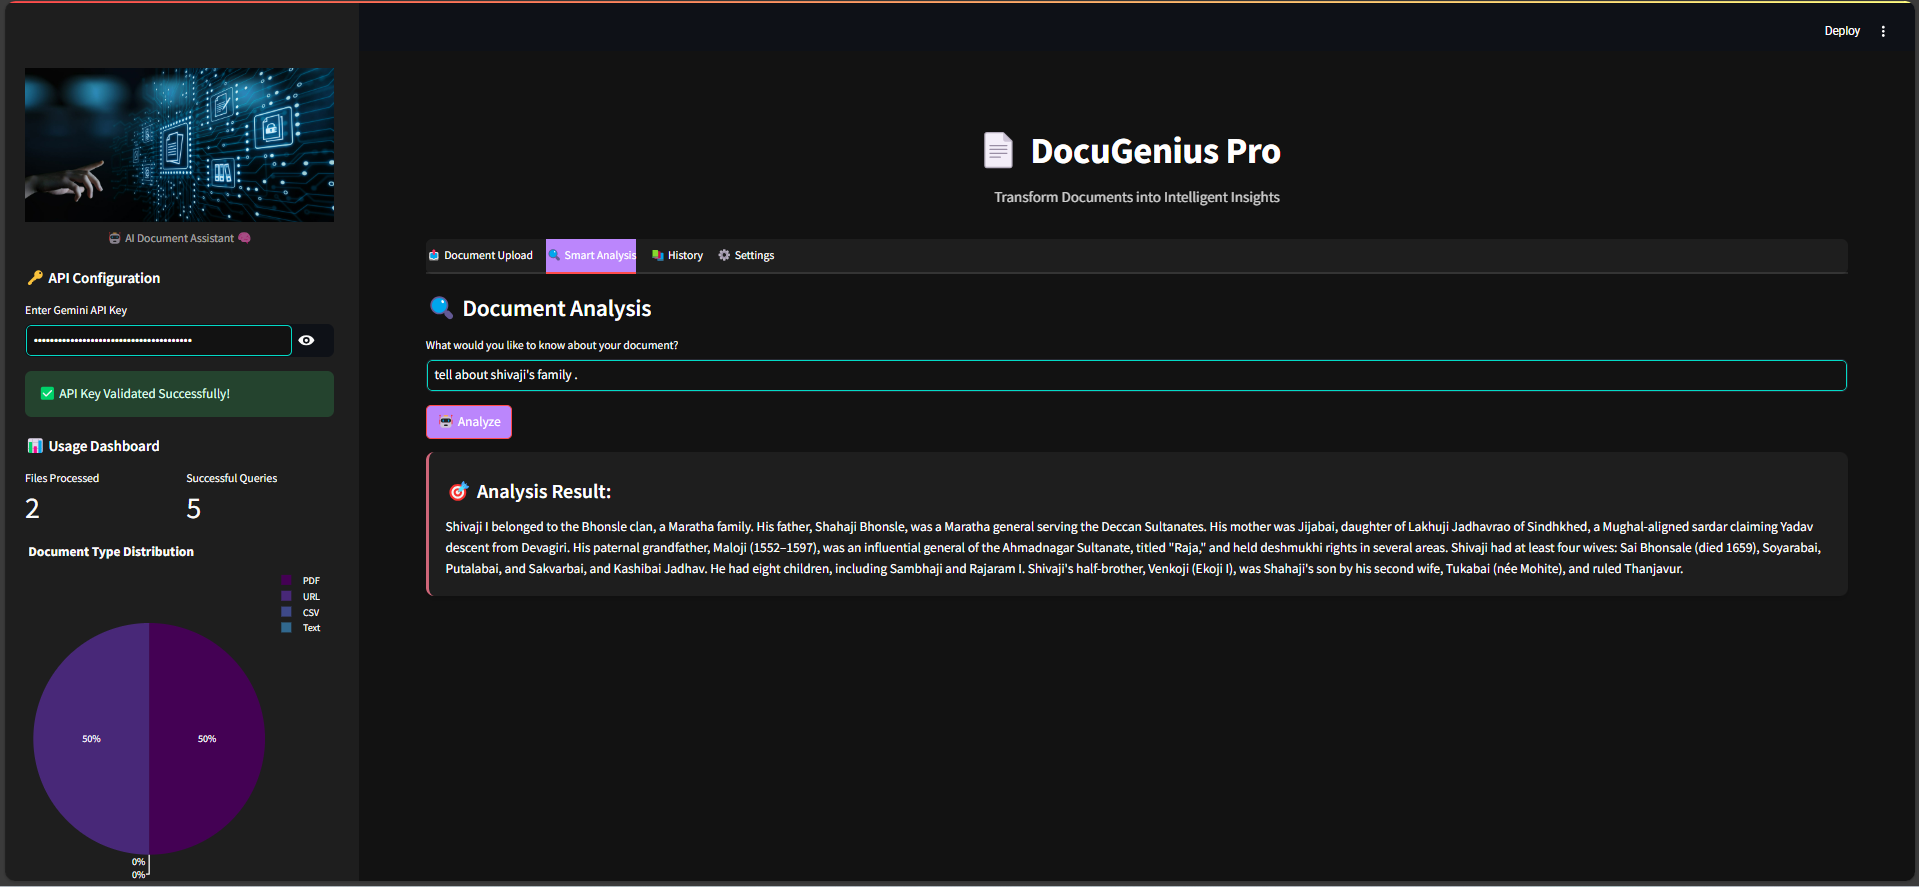 Deploy
AI Document Assistant
API Configuration
Enter Gemini API Key
API Key Validated Successfully!
Usage Dashboard
Files Processed
Successful Queries
2
5
Document Type Distribution
PDF
URL
CSV
Text
50%
50%
0%
0%
DocuGenius Pro
Transform Documents into Intelligent Insights
Document Upload
Smart Analysis
History
Settings
Document Analysis
What would you like to know about your document?
tell about shivaji's family .
Analyze
Analysis Result:
Shivaji I belonged to the Bhonsle clan, a Maratha family. His father, Shahaji Bhonsle, was a Maratha general serving the Deccan Sultanates. His mother was Jijabai, daughter of Lakhuji Jadhavrao of Sindhkhed, a Mughal-aligned sardar claiming Yadav
descent from Devagiri. His paternal grandfather, Maloji (1552–1597), was an influential general of the Ahmadnagar Sultanate, titled "Raja," and held deshmukhi rights in several areas. Shivaji had at least four wives: Sai Bhonsale (died 1659), Soyarabai,
Putalabai, and Sakvarbai, and Kashibai Jadhav. He had eight children, including Sambhaji and Rajaram I. Shivaji's half-brother, Venkoji (Ekoji I), was Shahaji's son by his second wife, Tukabai (née Mohite), and ruled Thanjavur.